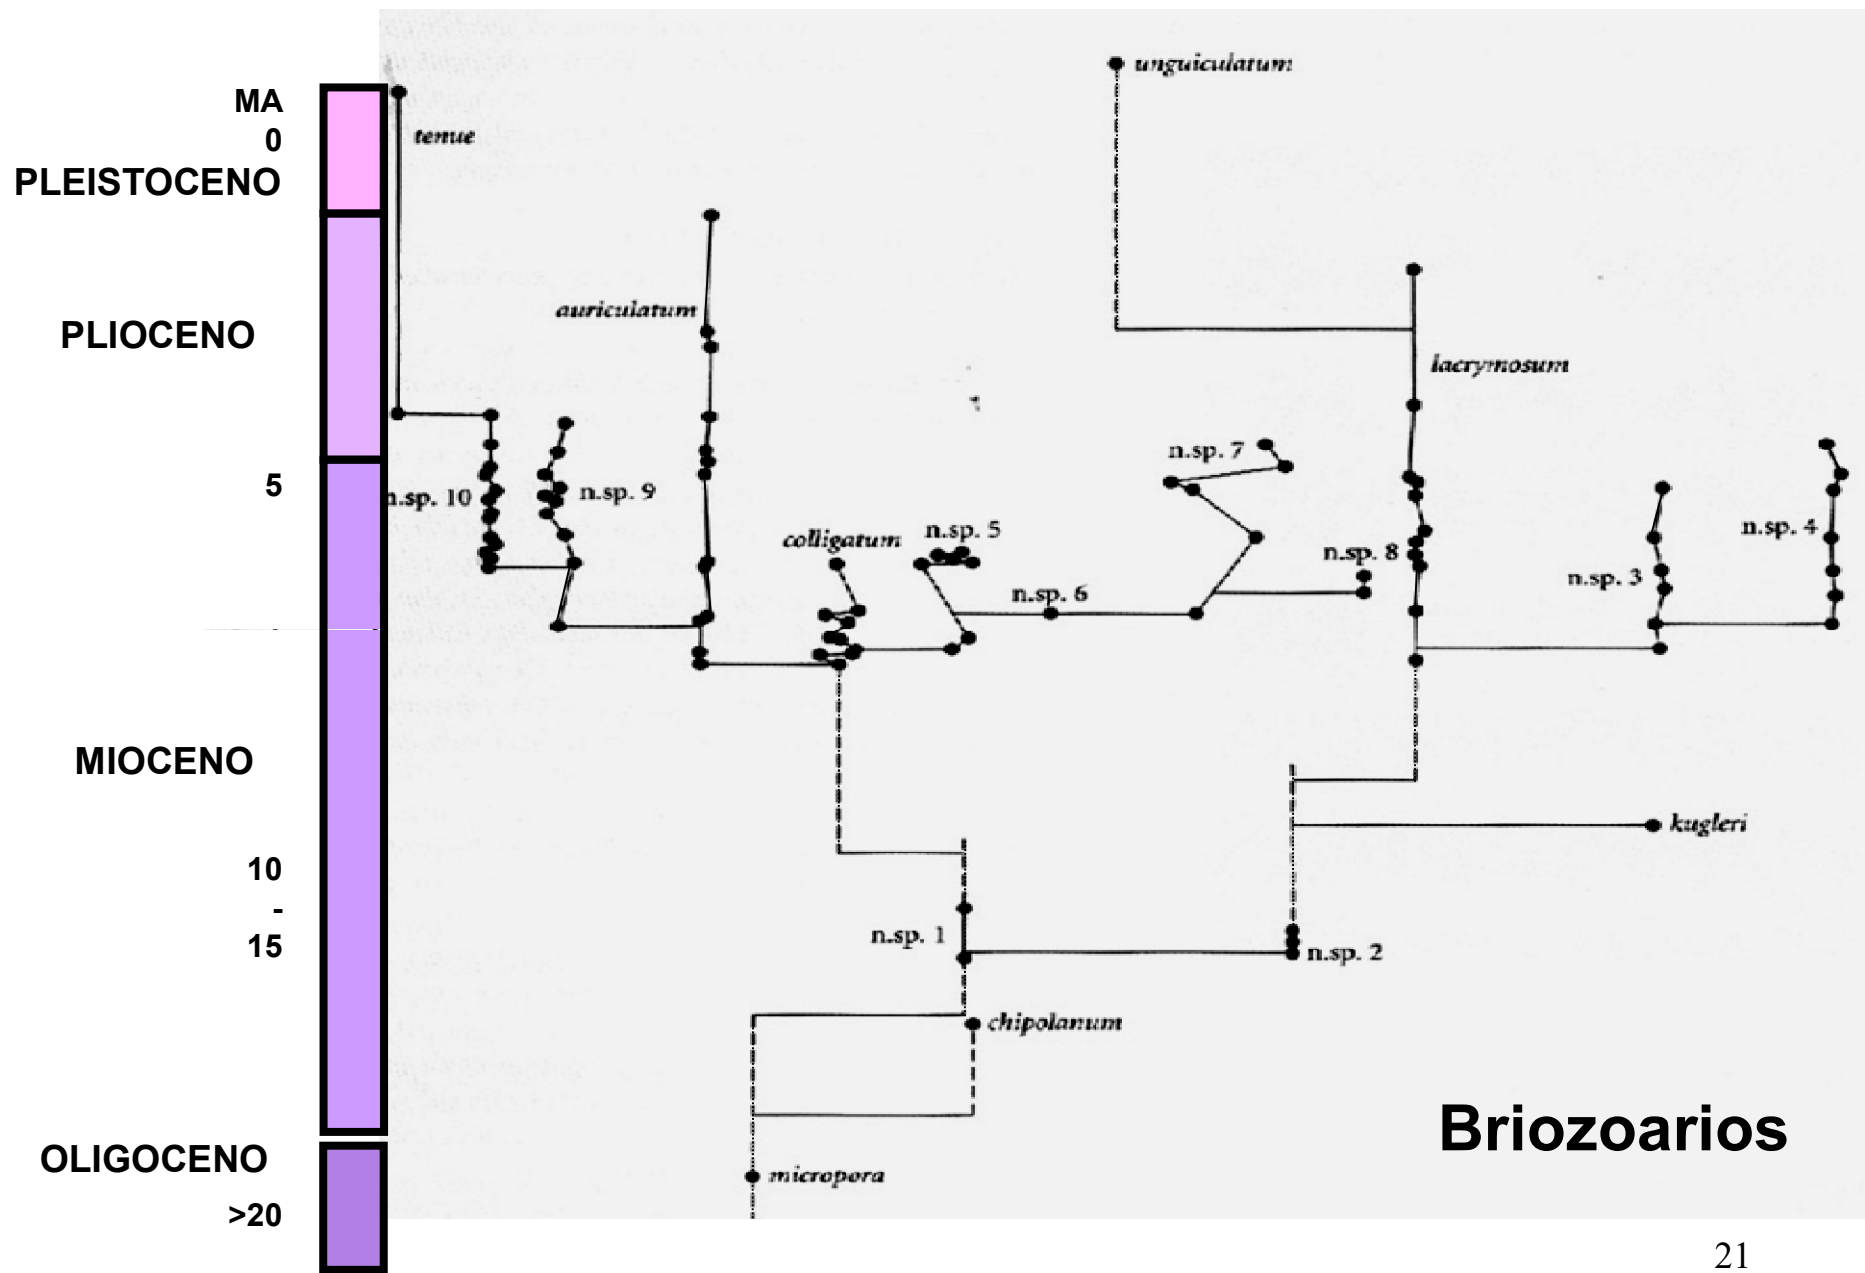 MA
0
PLEISTOCENO
PLIOCENO
5
MIOCENO
10
-
15
OLIGOCENO
>20
unguiculatum
tenue
auriculatum
lacrymosum
n.sp. 7
n.sp. 10
n.sp. 9
n.sp. 5
colligatum
n.sp. 4
n.sp. 8
n.sp. 3
n.sp. 6
kugleri
n.sp. 1
n.sp. 2
chipolanum
micropora
Briozoarios
21